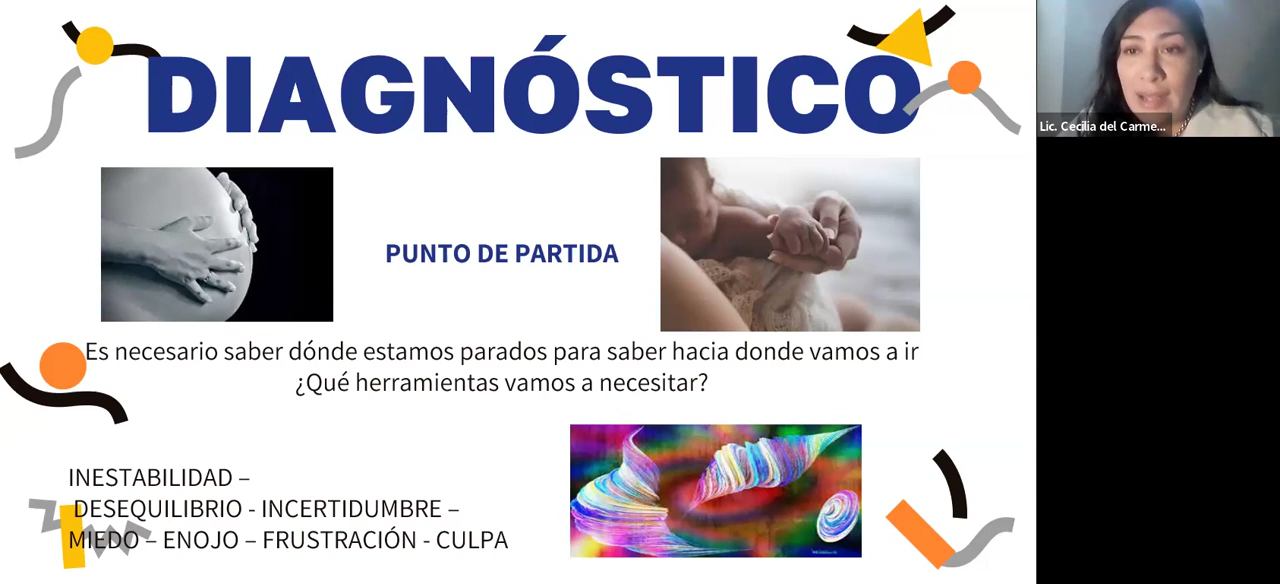 DIAGNÓSTICO
PUNTO DE PARTIDA
Es necesario saber dónde estamos parados para saber hacia donde vamos a ir
¿Qué herramientas vamos a necesitar?
INESTABILIDAD –
DESEQUILIBRIO - INCERTIDUMBRE –
MIEDO – ENOJO – FRUSTRACIÓN - CULPA
Lic. Cecilia del Carme...